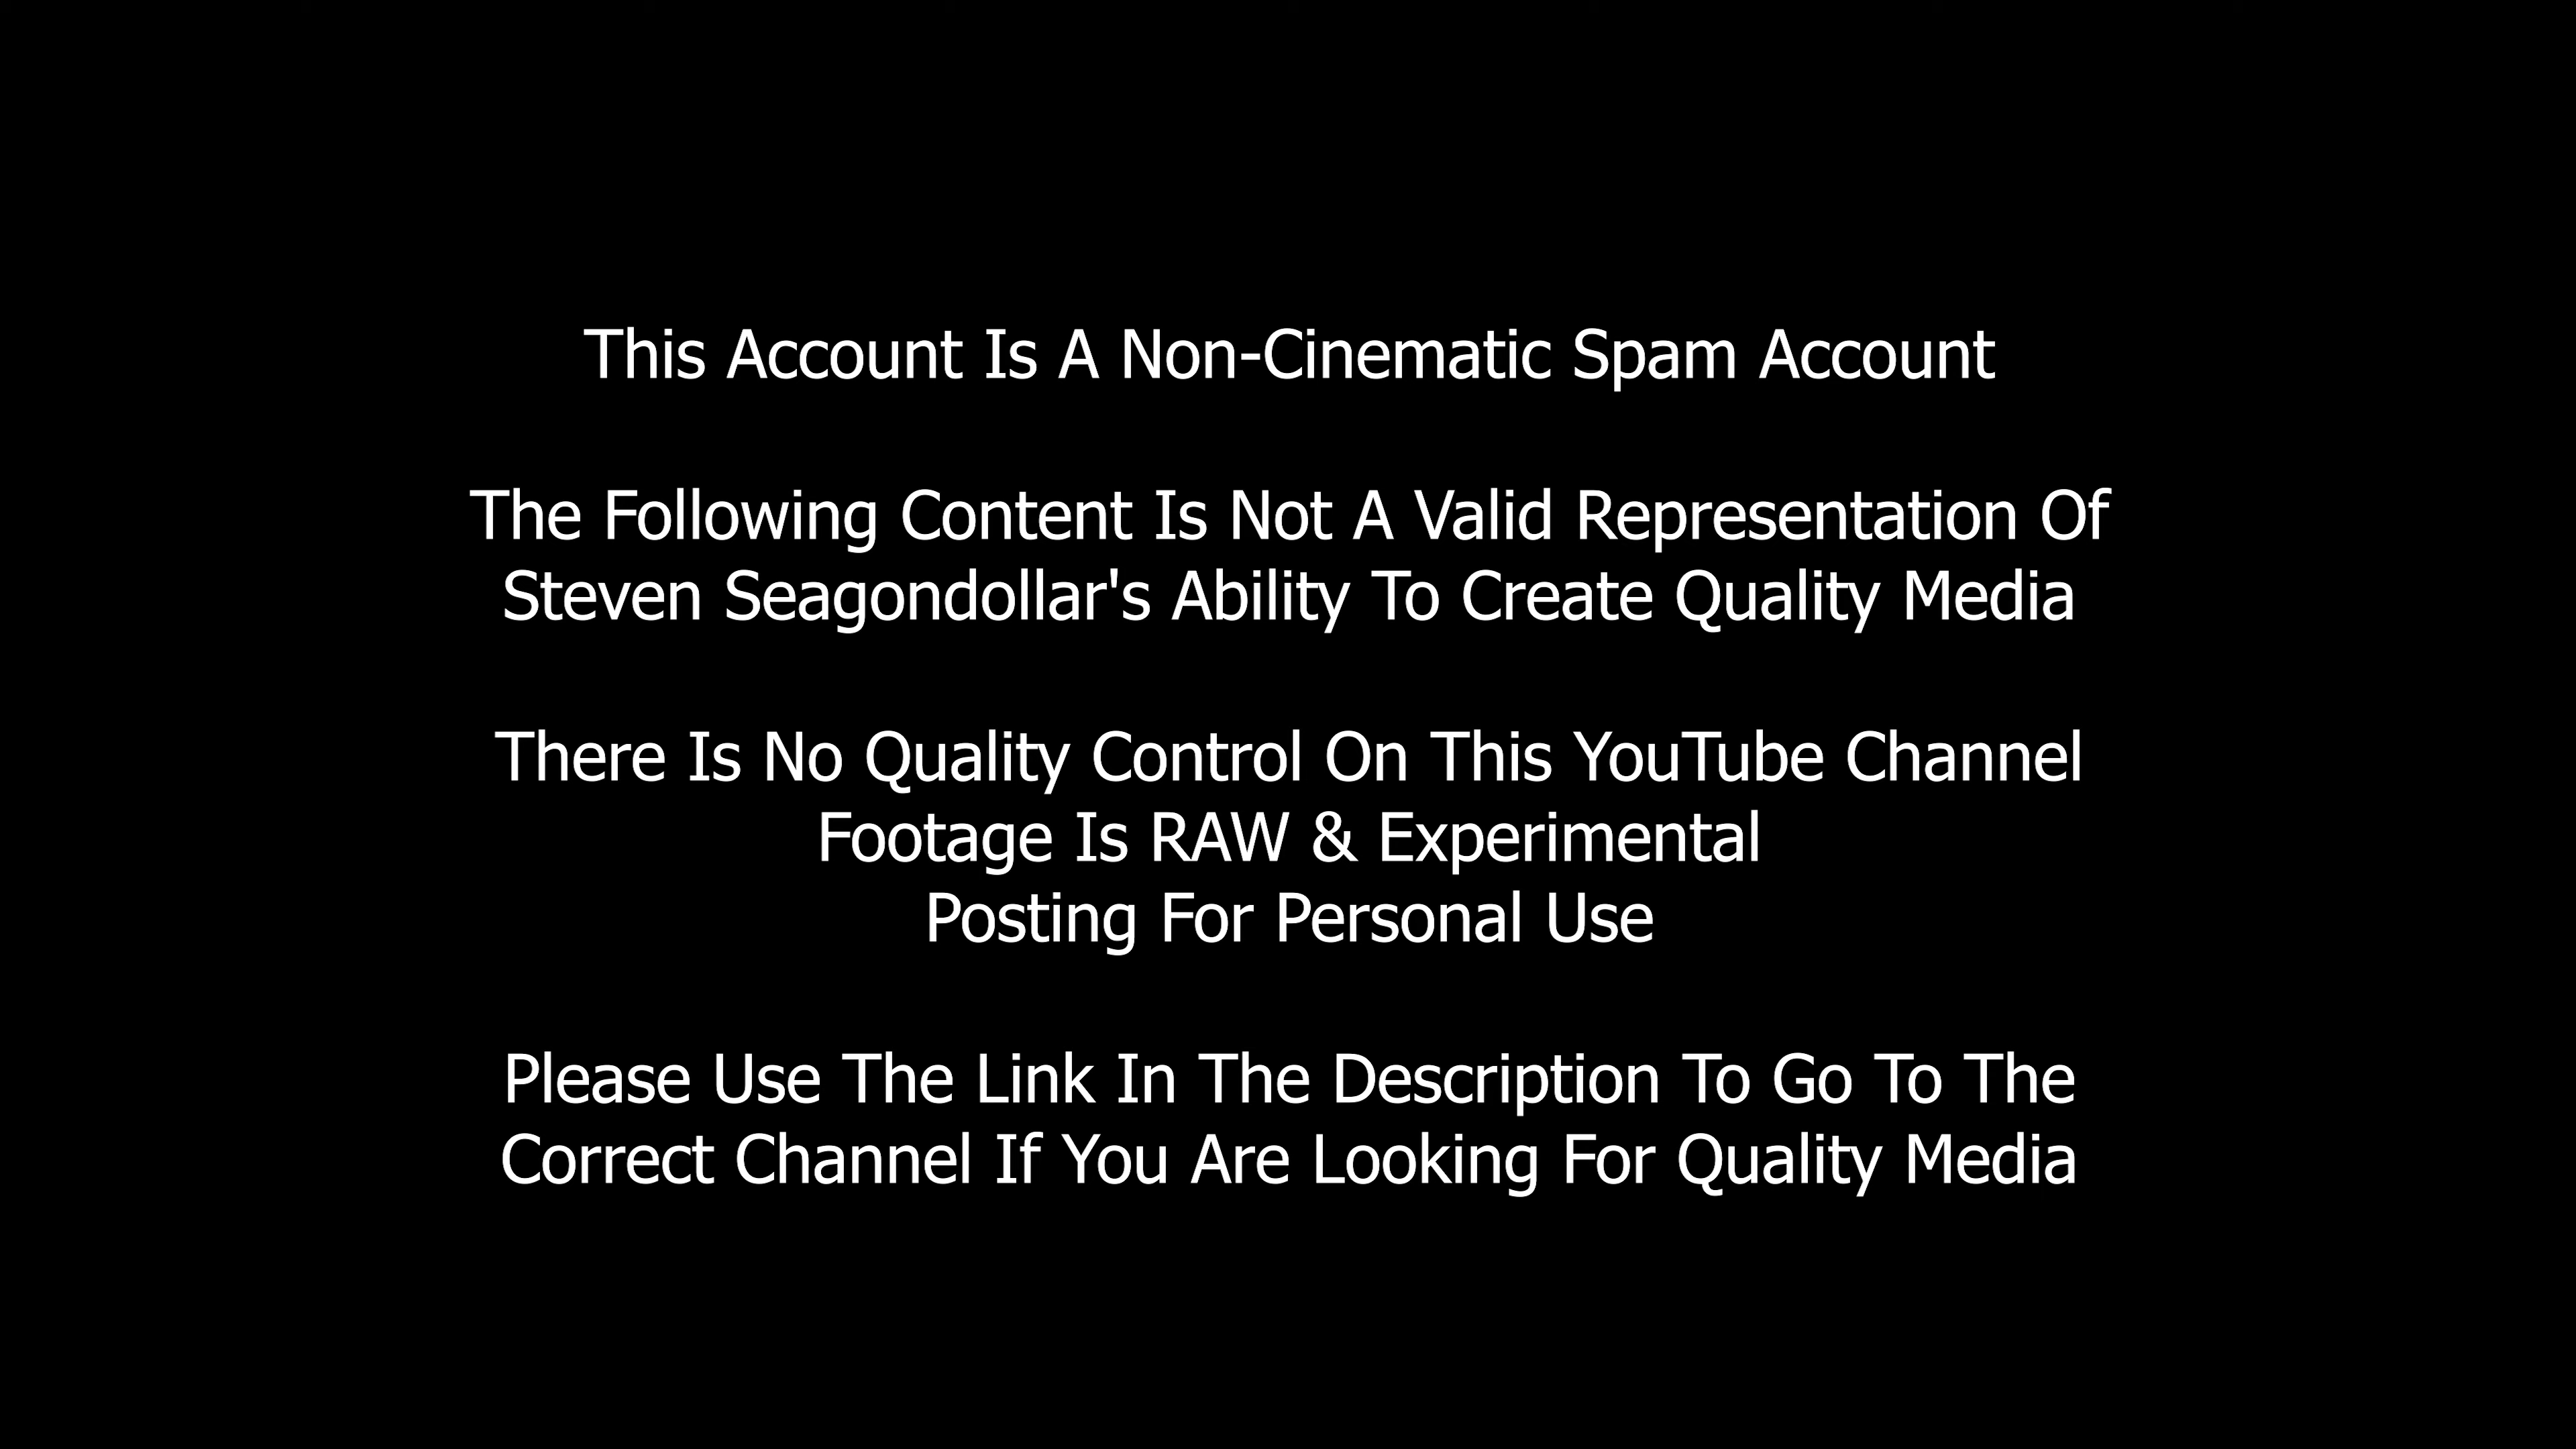 This Account Is A Non-Cinematic Spam Account
The Following Content Is Not A Valid Representation Of
Steven Seagondollar's Ability To Create Quality Media
There Is No Quality Control On This YouTube Channel
Footage Is RAW & Experimental
Posting For Personal Use
Please Use The Link In The Description To Go To The
Correct Channel If You Are Looking For Quality Media